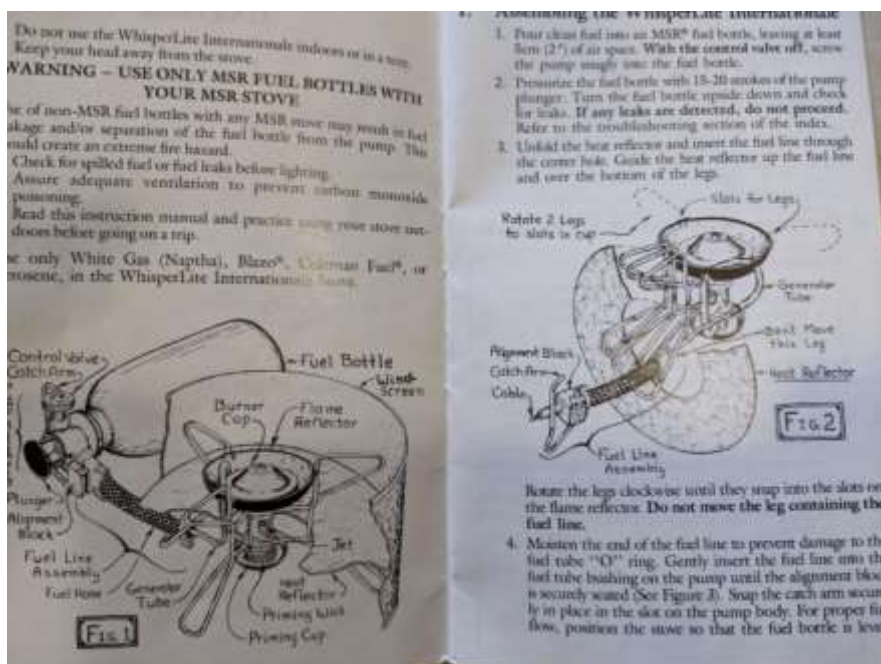 Do not use the WhisperLite Internationale indoors or in a tent.
Keep your head away from the stove.
WARNING – USE ONLY MSR FUEL BOTTLES WITH
YOUR MSR STOVE
se of non-MSR fuel bottles with any MSR stove may result in fuel
akage and/or separation of the fuel bottle from the pump. This
ould create an extreme fire hazard.
Check for spilled fuel or fuel leaks before lighting.
Assure adequate ventilation to prevent carbon monoxide
poisoning.
Read this instruction manual and practice using your stove out-
doors before going on a trip.
se only White Gas (Naptha), Blazo®, Coleman Fuel®, or
erosene, in the WhisperLite Internationale
Control Valve
Catch Arm
Fuel Bottle
Wind
Screen
Burner
Cap
Flame
Reflector
Plunger
Alignment
Block
Fuel Line
Assembly
Fuel Hose
Generator
Tube
Jet
Heat
Reflector
Priming Wick
Priming Cup
Fig 1
Assembling the WhisperLite Internationale
1. Pour clean fuel into an MSR® fuel bottle, leaving at least
5cm (2") of air space. With the control valve off, screw
the pump snugly into the fuel bottle.
2. Pressurize the fuel bottle with 15-20 strokes of the pump
plunger. Turn the fuel bottle upside down and check
for leaks. If any leaks are detected, do not proceed.
Refer to the troubleshooting section of the index.
3. Unfold the heat reflector and insert the fuel line through
the center hole. Guide the heat reflector up the fuel line
and over the bottom of the legs.
Slots for Legs
Rotate 2 Legs
to slots in cup
Generator
Tube
Don't Move
this Leg
Alignment Block
Catch Arm
Cable
Heat Reflector
Fig 2
Fuel Line
Assembly
Rotate the legs clockwise until they snap into the slots on
the flame reflector. Do not move the leg containing the
fuel line.
4. Moisten the end of the fuel line to prevent damage to the
fuel tube "O" ring. Gently insert the fuel line into the
fuel tube bushing on the pump until the alignment bloc
is securely seated (See Figure 3). Snap the catch arm secure
ly in place in the slot on the pump body. For proper fu
flow, position the stove so that the fuel bottle is leve